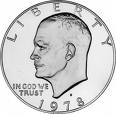 LIBERTY
IN GOD WE
TRUST
1978